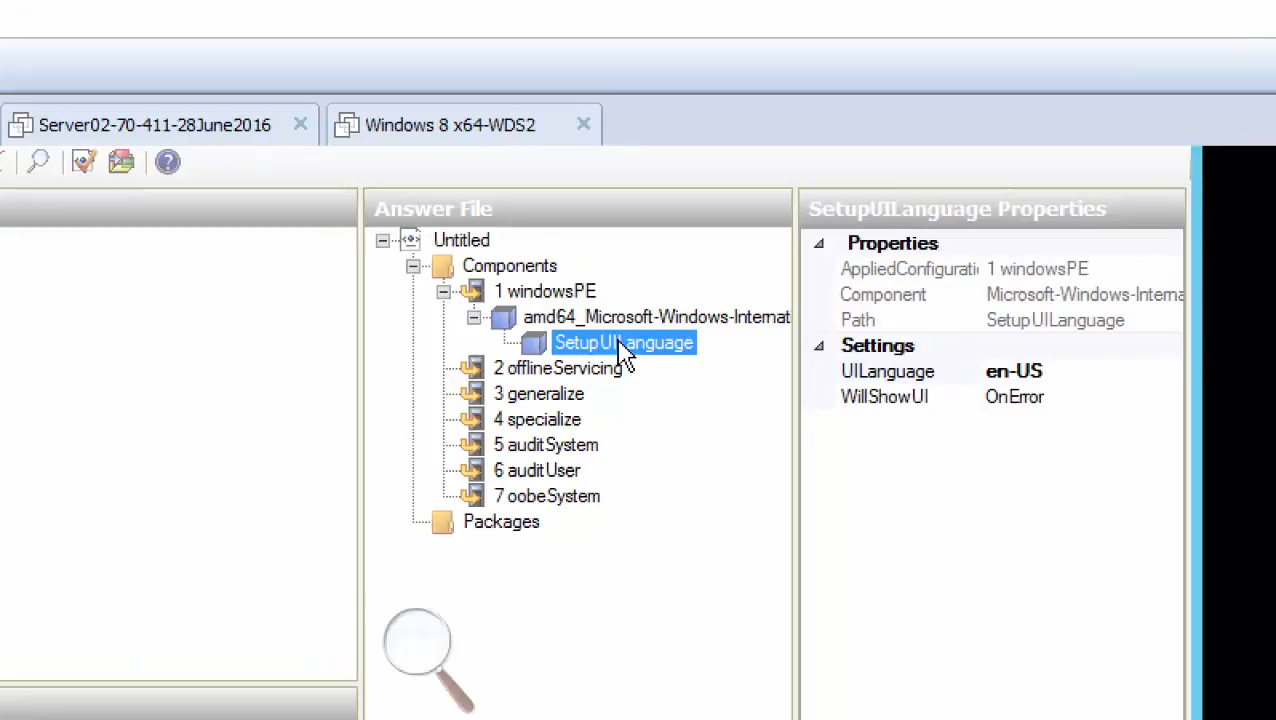 Server02-70-411-28June2016
Windows 8 x64-WDS2
Answer File
Untitled
Components
1 windowsPE
amd64_Microsoft-Windows-Internat
SetupUILanguage
2 offlineServicing
3 generalize
4 specialize
5 auditSystem
6 auditUser
7 oobeSystem
Packages
SetupUILanguage Properties
Properties
AppliedConfigurati 1 windowsPE
Component Microsoft-Windows-Interna
Path SetupUILanguage
Settings
UILanguage en-US
WillShowUI OnError